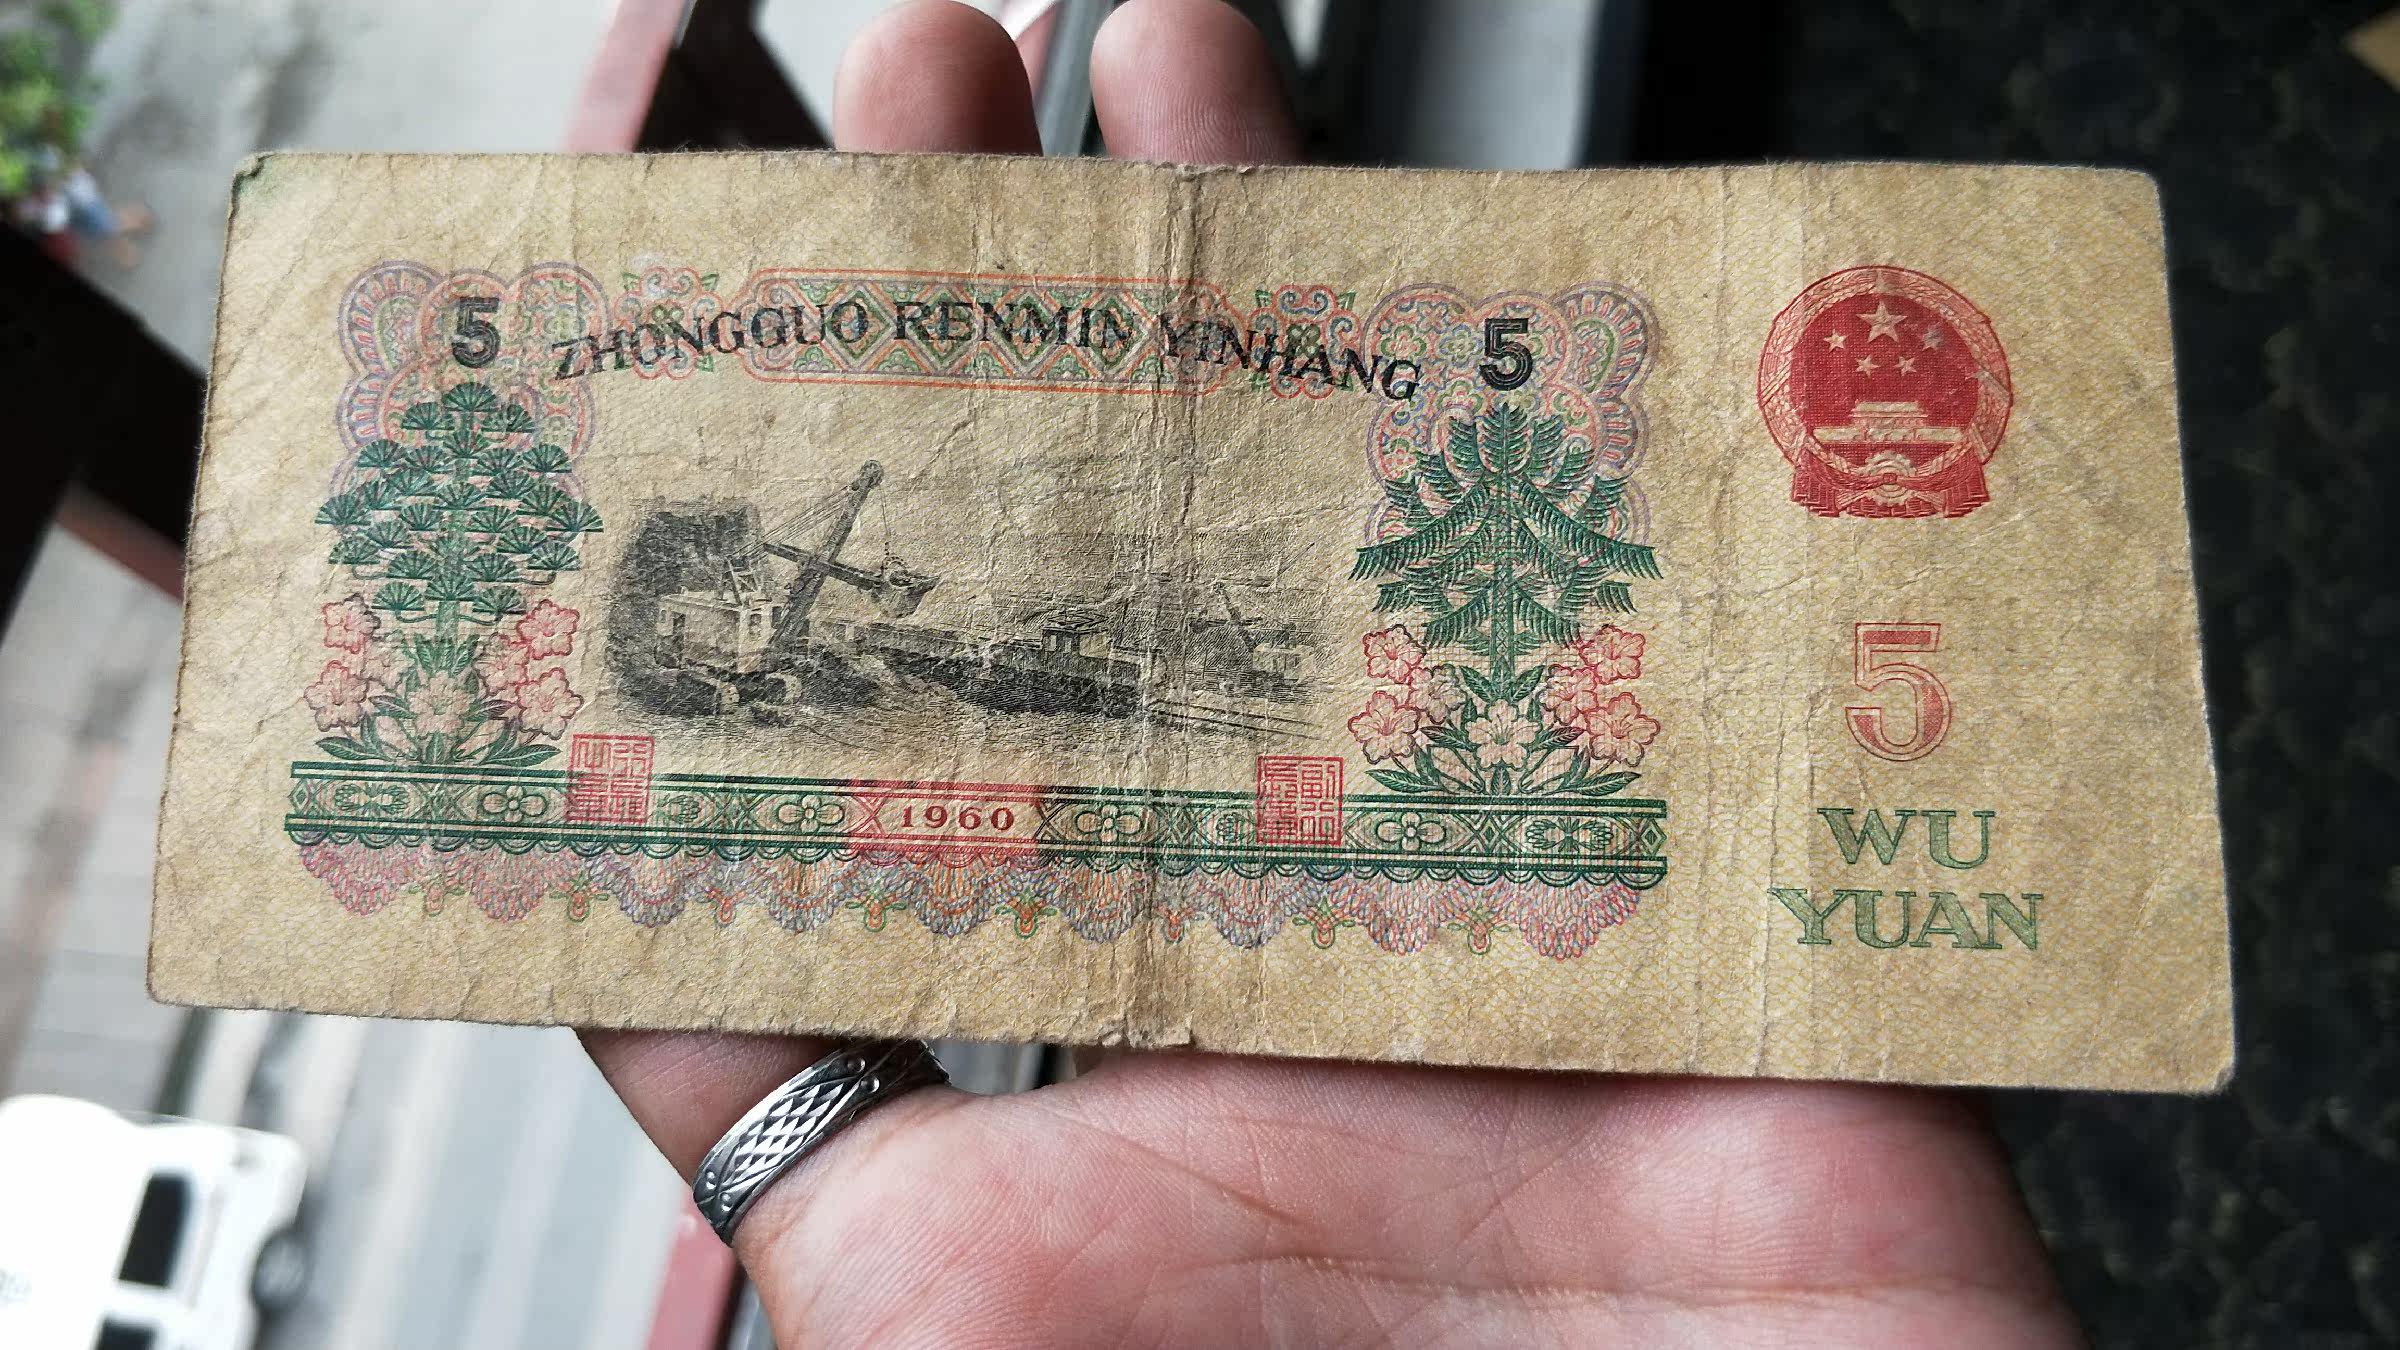 5 ZHONGGUO RENMIN YINHANG 5
1960
5
WU
YUAN